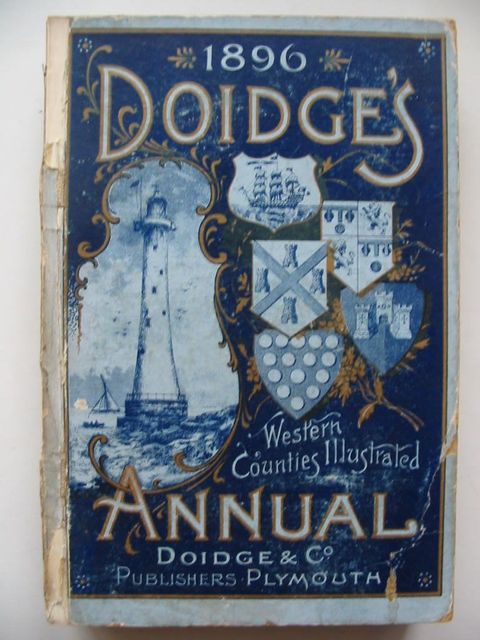 1896
DOIDGE'S
Western
Counties Illustrated
ANNUAL
DOIDGE & Co
PUBLISHERS PLYMOUTH